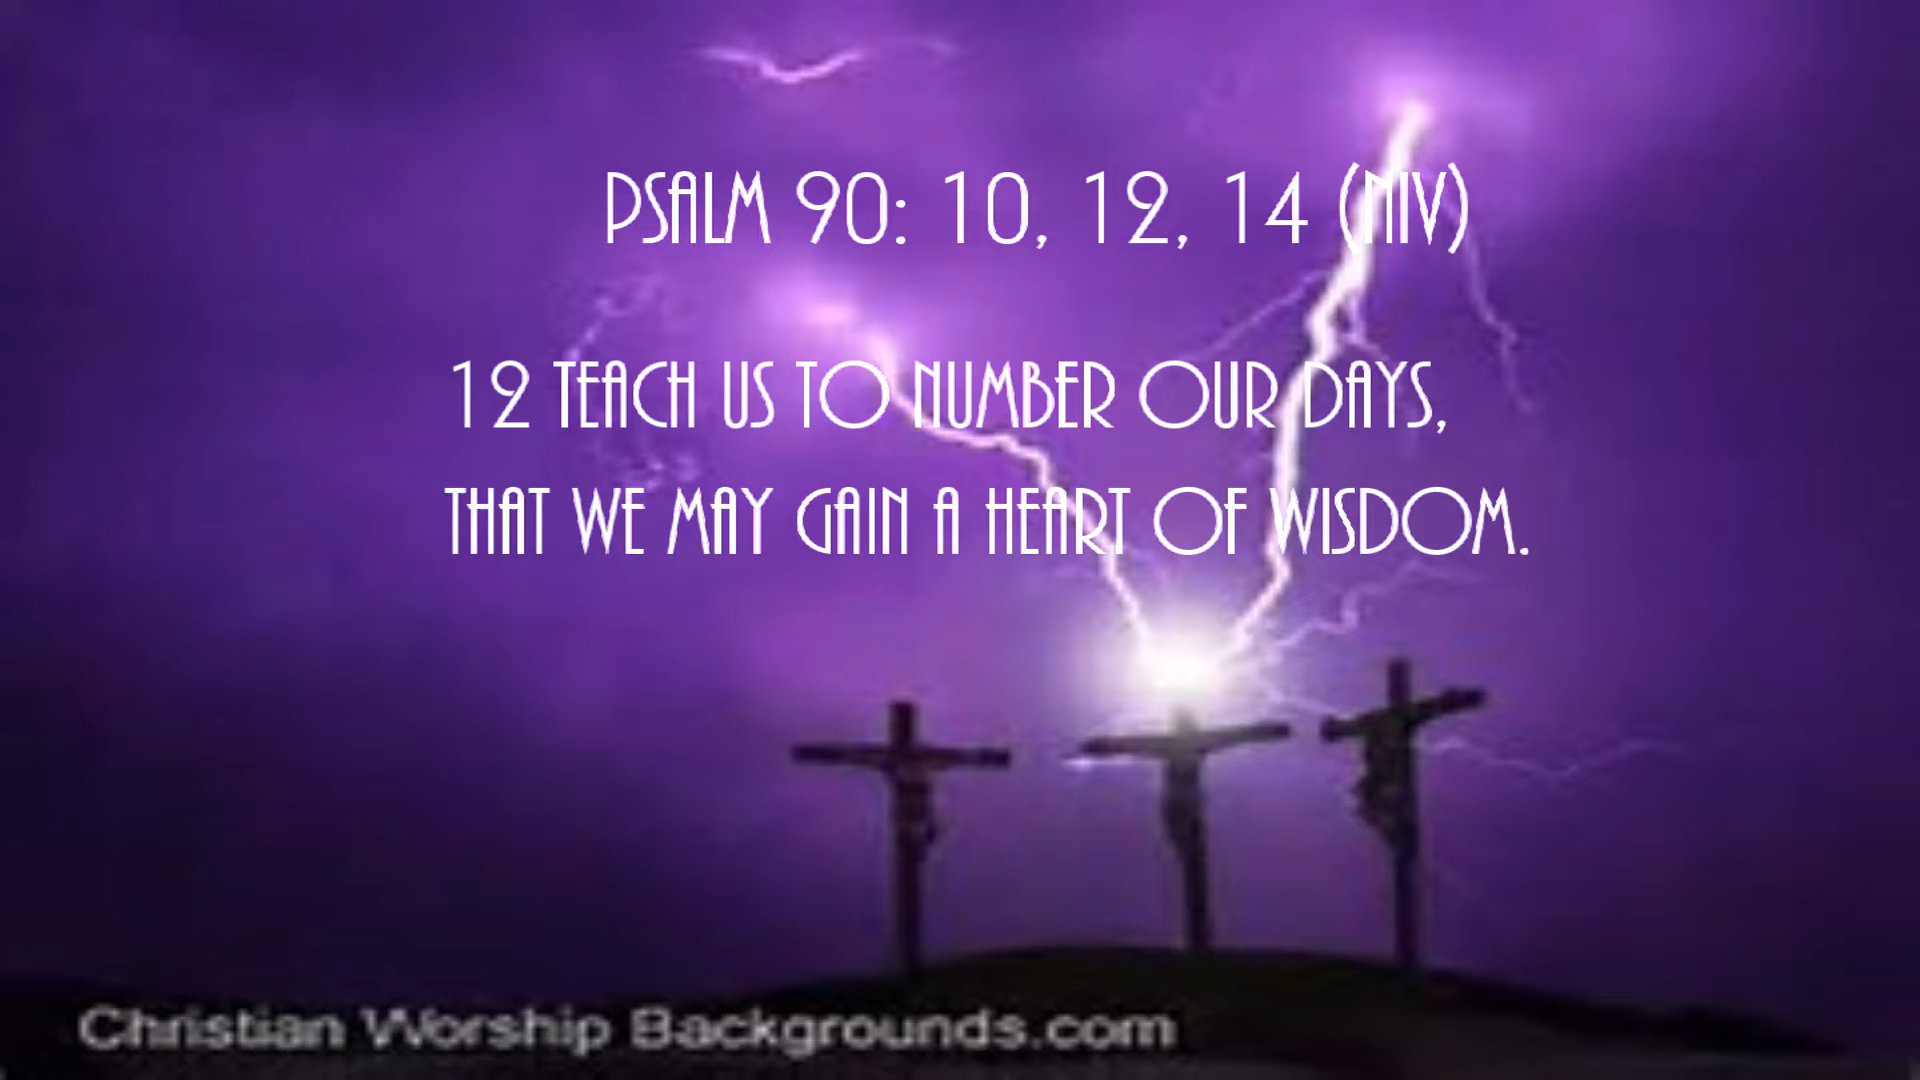 PSALM 90: 10, 12, 14 (NIV)
12 TEACH US TO NUMBER OUR DAYS,
THAT WE MAY GAIN A HEART OF WISDOM.
Christian Worship Backgrounds.com